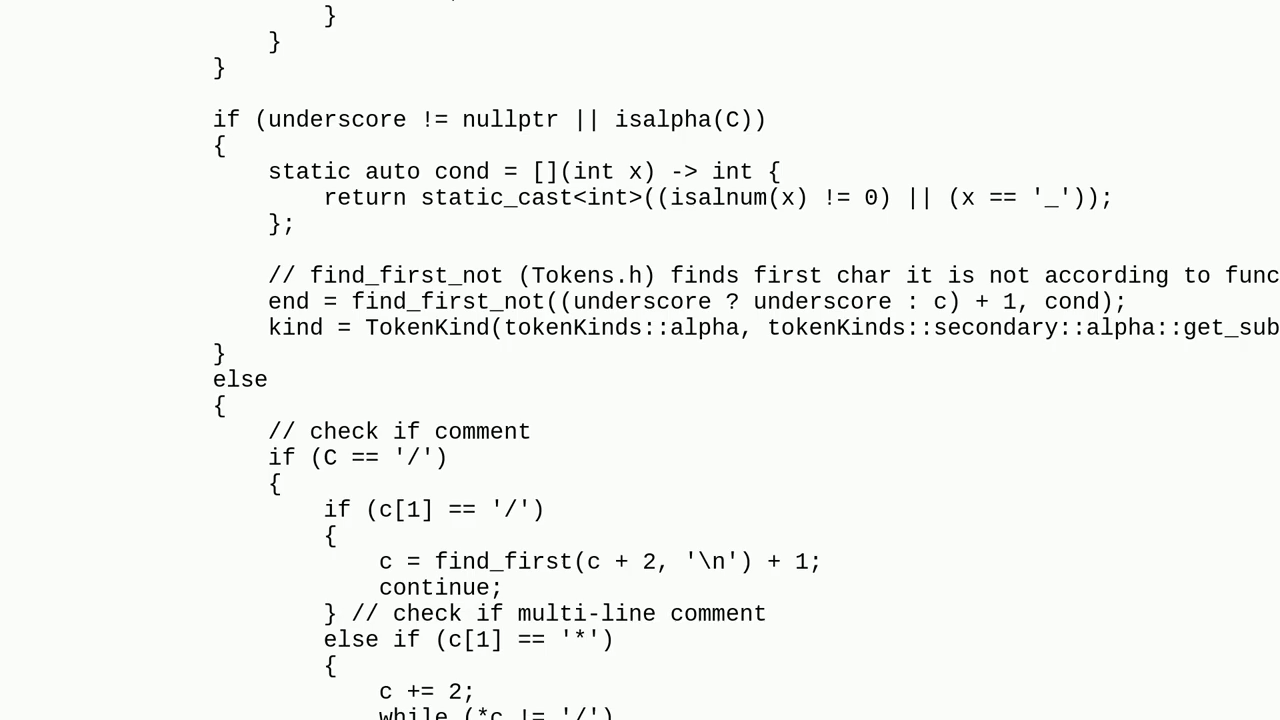 }
}
}
if (underscore != nullptr || isalpha(C))
{
static auto cond = [](int x) -> int {
return static_cast<int>((isalnum(x) != 0) || (x == '_'));
};
// find_first_not (Tokens.h) finds first char it is not according to func
end = find_first_not((underscore ? underscore : c) + 1, cond);
kind = TokenKind(tokenKinds::alpha, tokenKinds::secondary::alpha::get_sub
}
else
{
// check if comment
if (C == '/')
{
if (c[1] == '/')
{
c = find_first(c + 2, '\n') + 1;
continue;
} // check if multi-line comment
else if (c[1] == '*')
{
c += 2;
while (*c != '/')